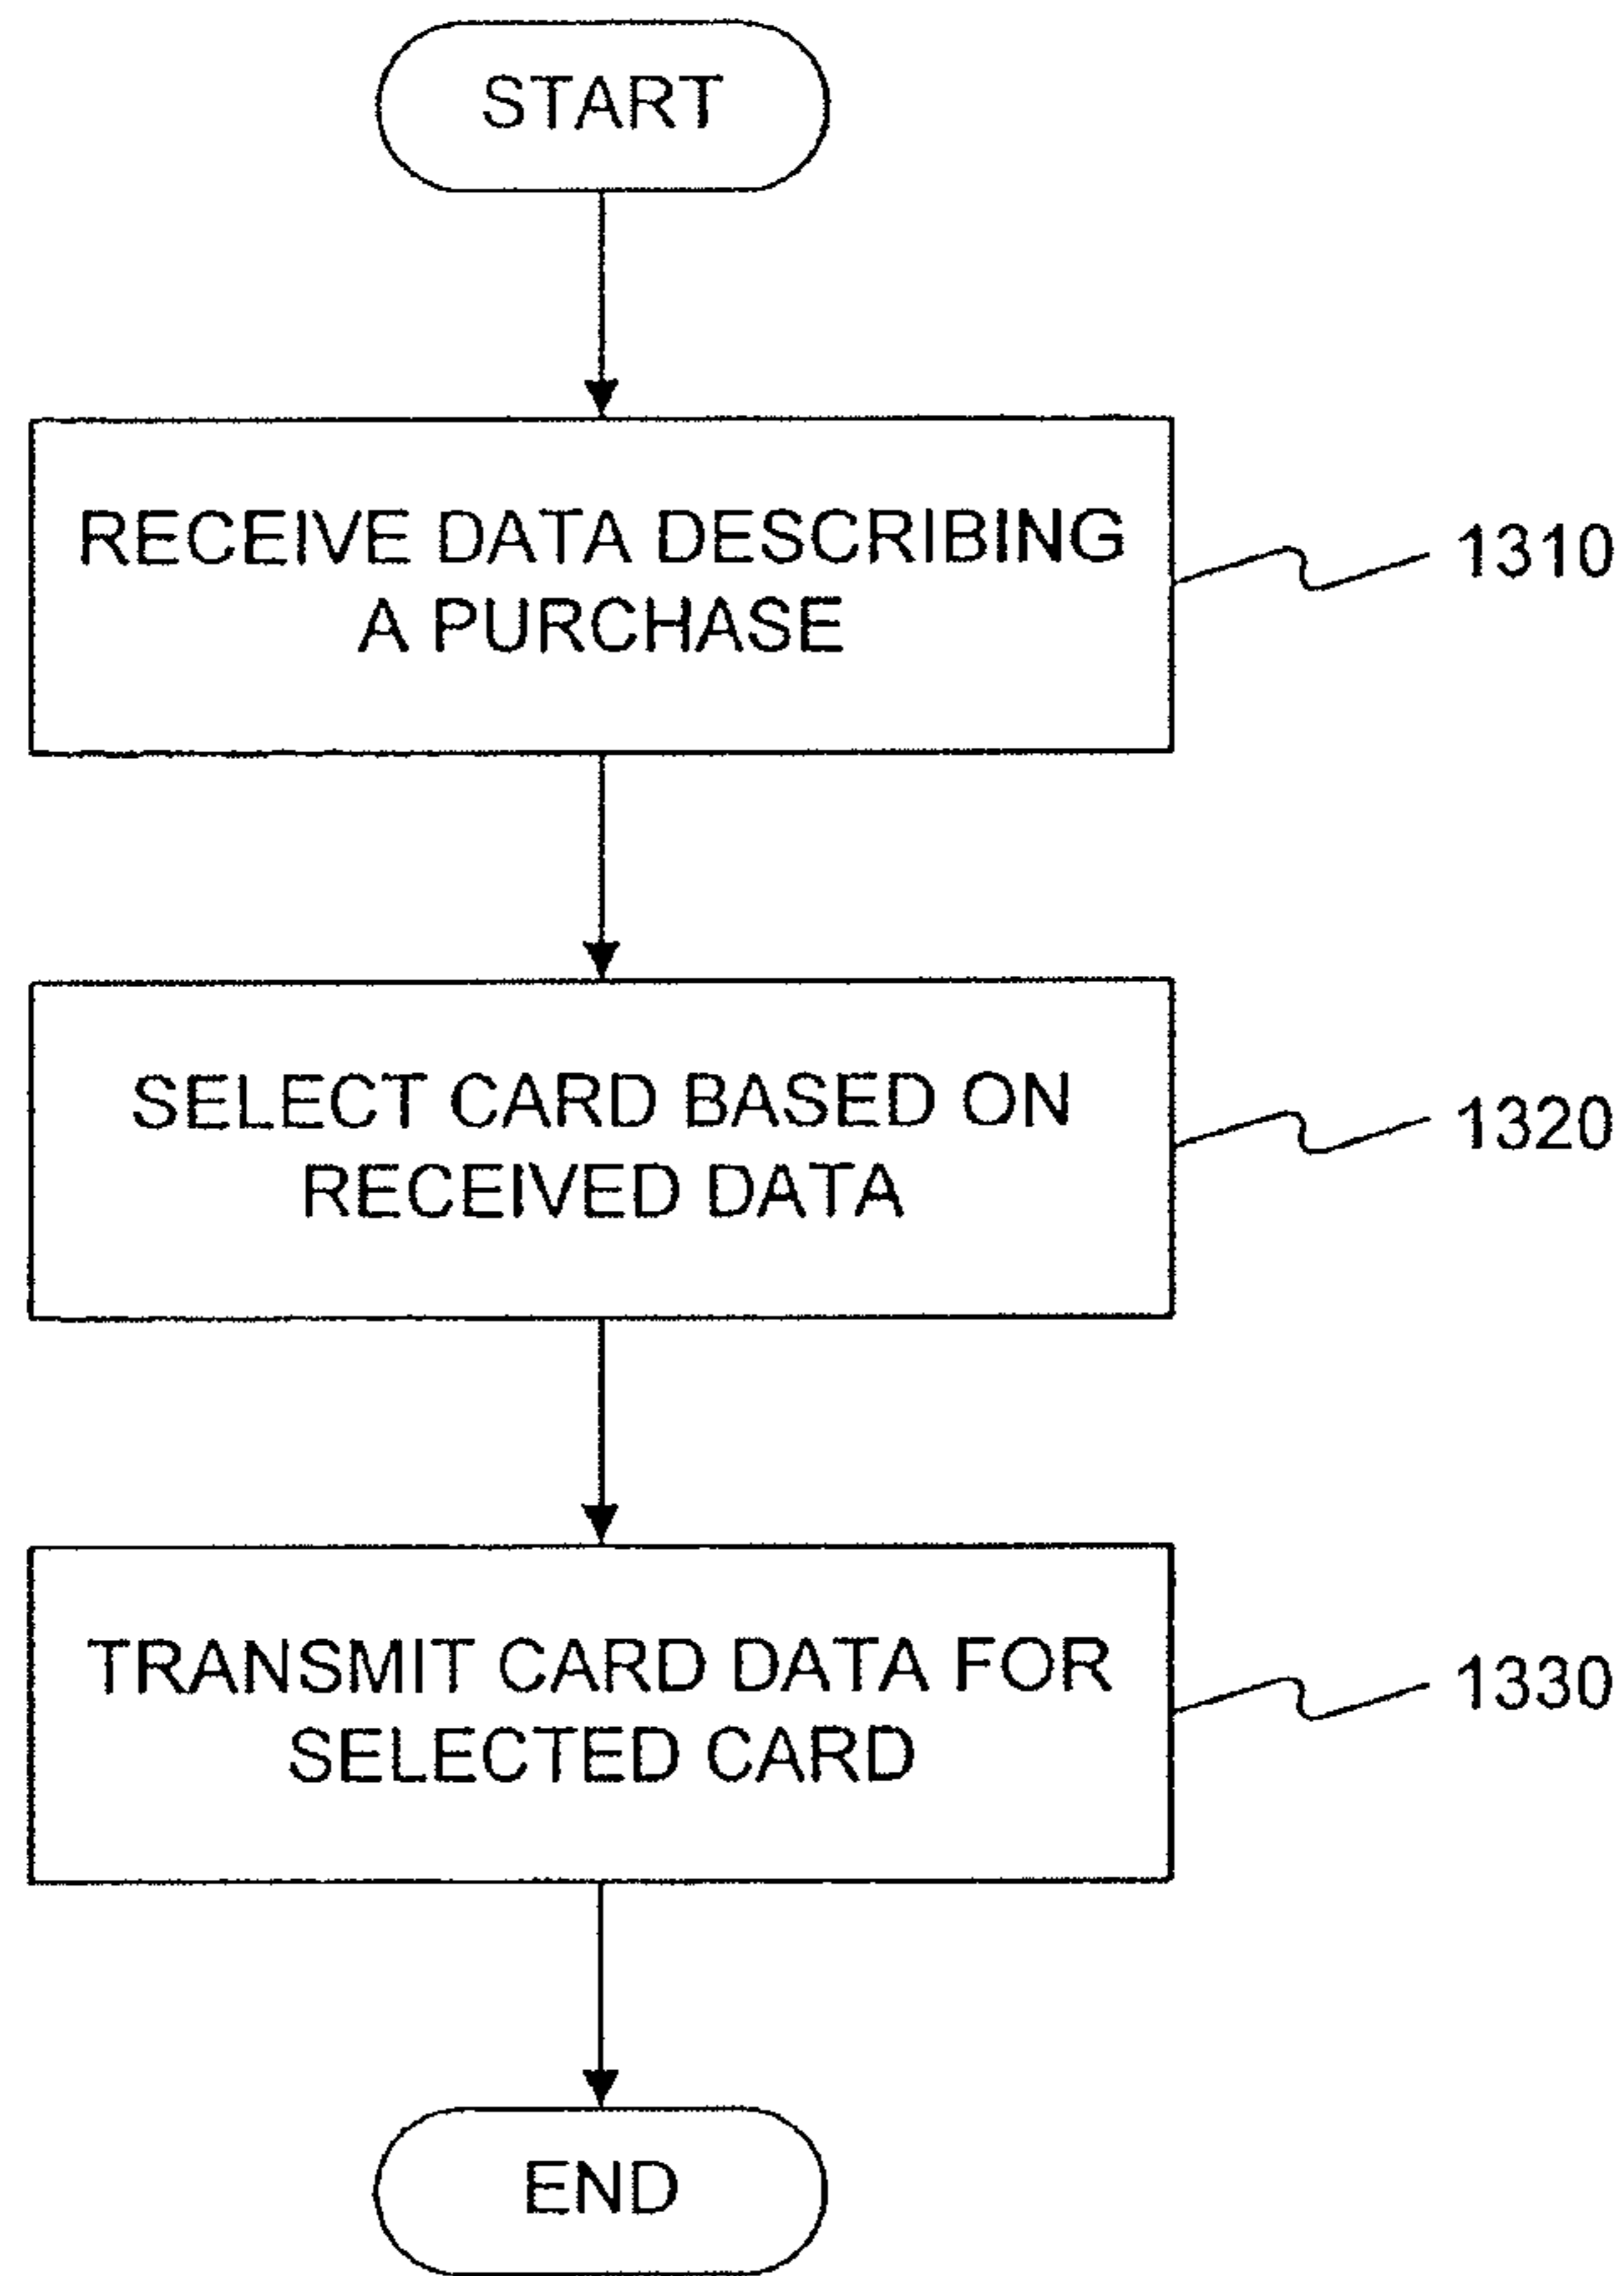 START
RECEIVE DATA DESCRIBING
A PURCHASE
1310
SELECT CARD BASED ON
RECEIVED DATA
1320
TRANSMIT CARD DATA FOR
SELECTED CARD
1330
END